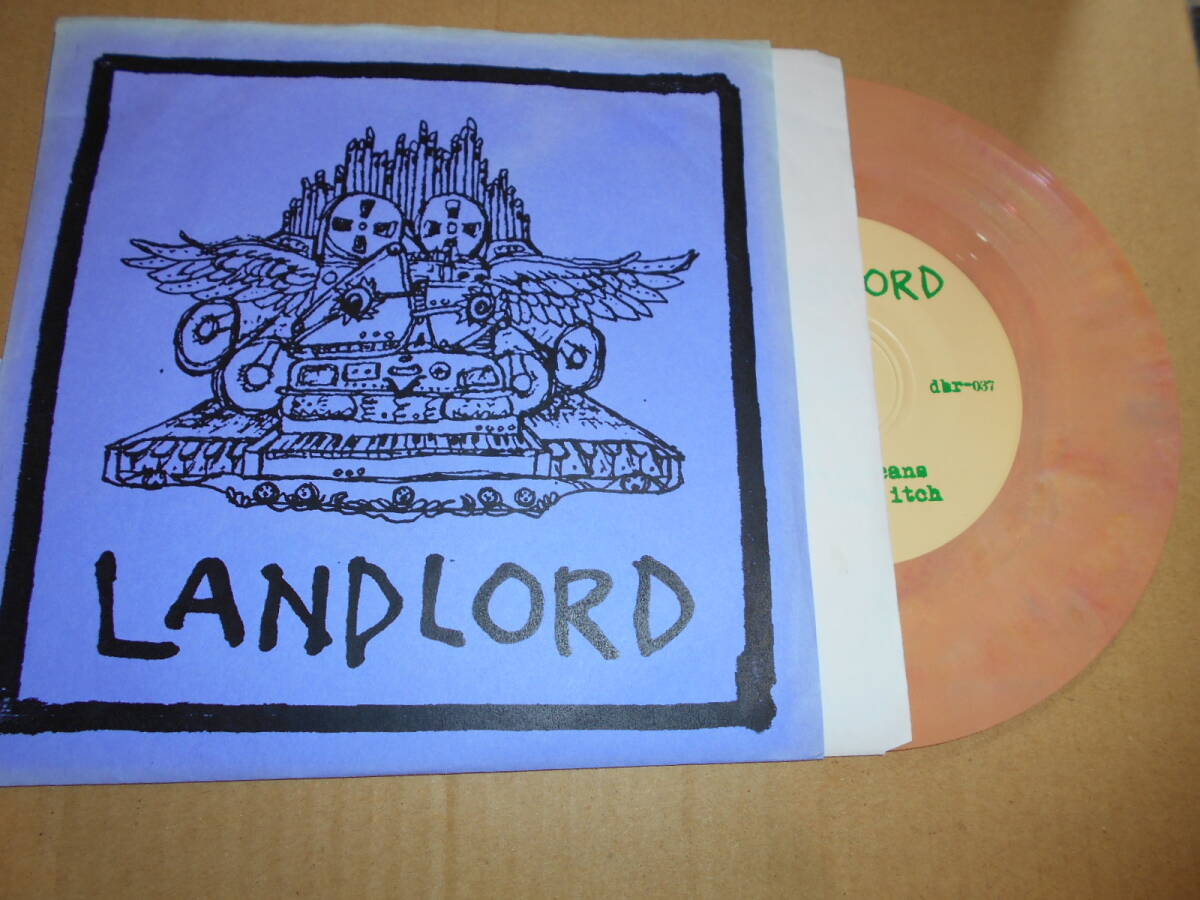 LANDLORD
ORD
dbr-037
eans
itch